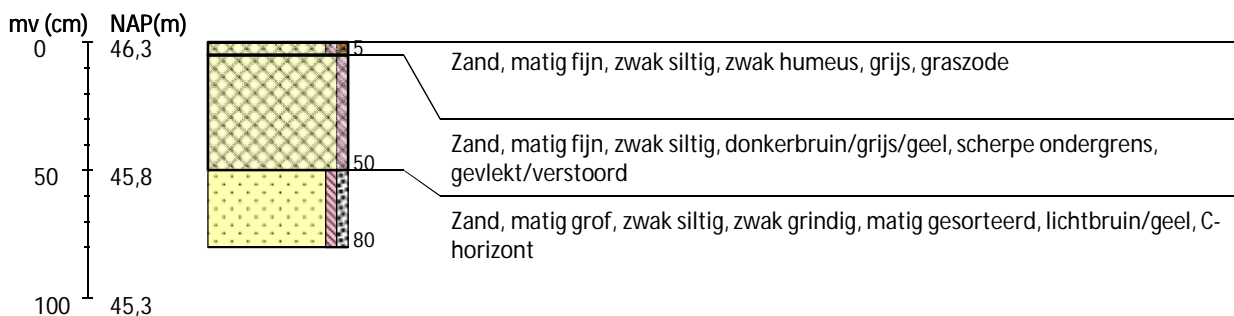 mv (cm) NAP(m)
0 46,3
5
Zand, matig fijn, zwak siltig, zwak humeus, grijs, graszode
Zand, matig fijn, zwak siltig, donkerbruin/grijs/geel, scherpe ondergrens,
gevlekt/verstoord
50
50 45,8
Zand, matig grof, zwak siltig, zwak grindig, matig gesorteerd, lichtbruin/geel, C-
horizont
80
100 45,3